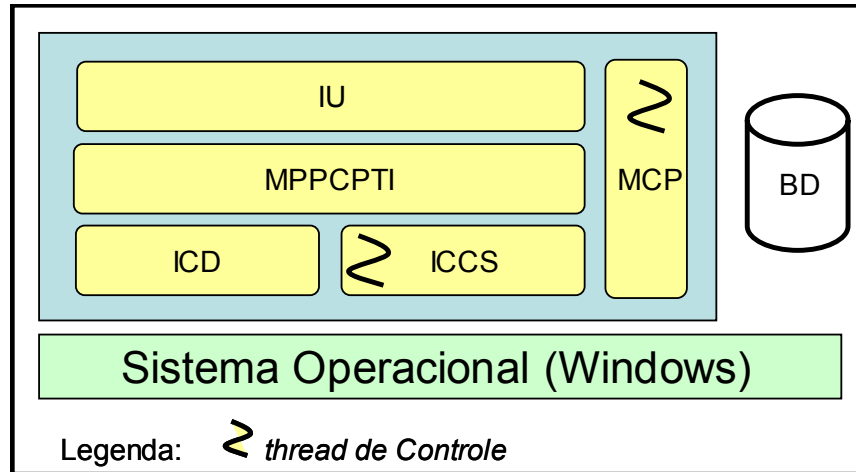 IU
MPPCPTI
MCP
BD
ICD
ICCS
Sistema Operacional (Windows)
Legenda: thread de Controle